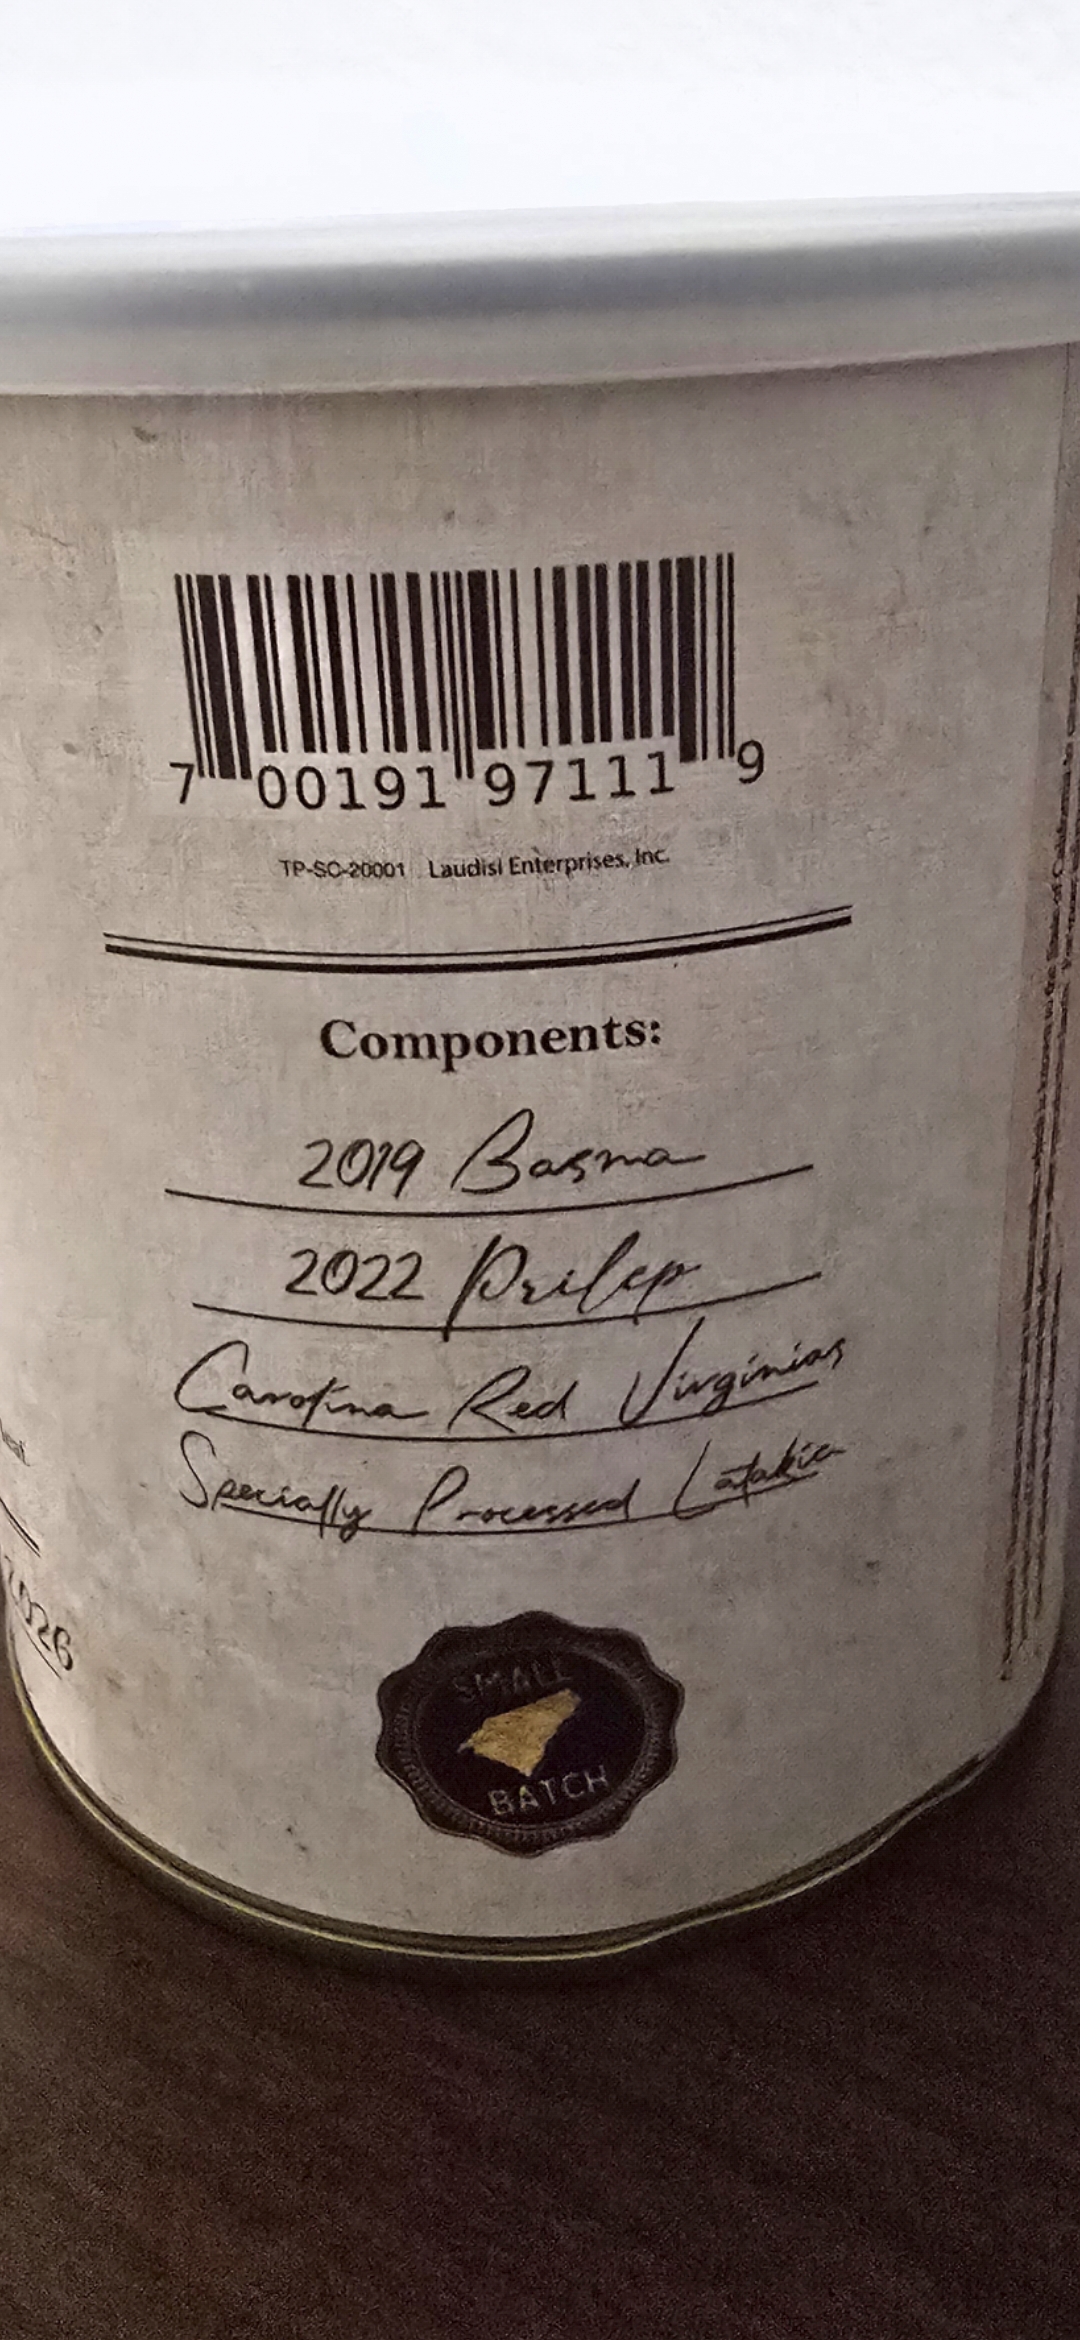 7 00191 97111 9
TP-SC-20001 Laudisi Enterprises, Inc.
Components:
2019 Basma
2022 Prilep
Carolina Red Virginias
Specially Processed Latakia
2026
SMALL
BATCH